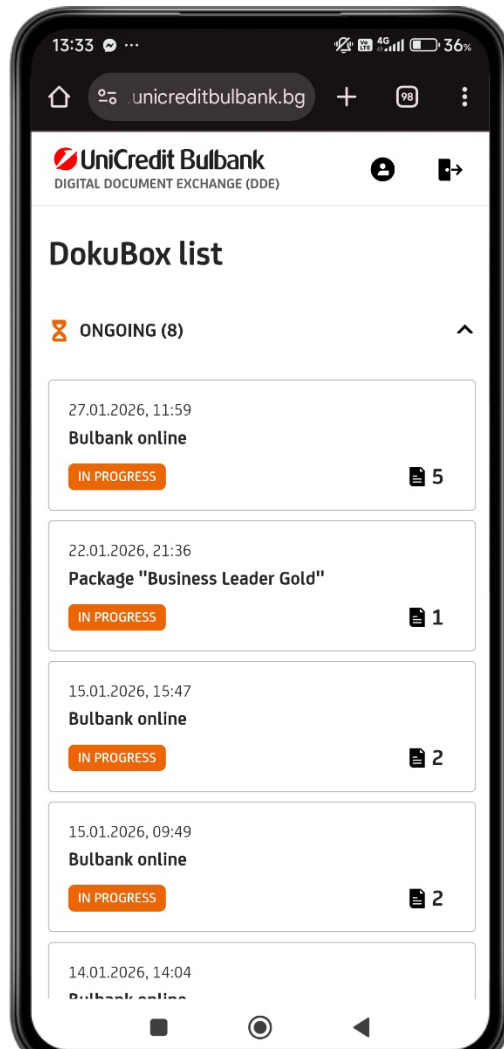 13:33
4G
36%
.unicreditbulbank.bg
98
UniCredit Bulbank
DIGITAL DOCUMENT EXCHANGE (DDE)
DokuBox list
ONGOING (8)
27.01.2026, 11:59
Bulbank online
IN PROGRESS
5
22.01.2026, 21:36
Package "Business Leader Gold"
IN PROGRESS
1
15.01.2026, 15:47
Bulbank online
IN PROGRESS
2
15.01.2026, 09:49
Bulbank online
IN PROGRESS
2
14.01.2026, 14:04
Bulbank online